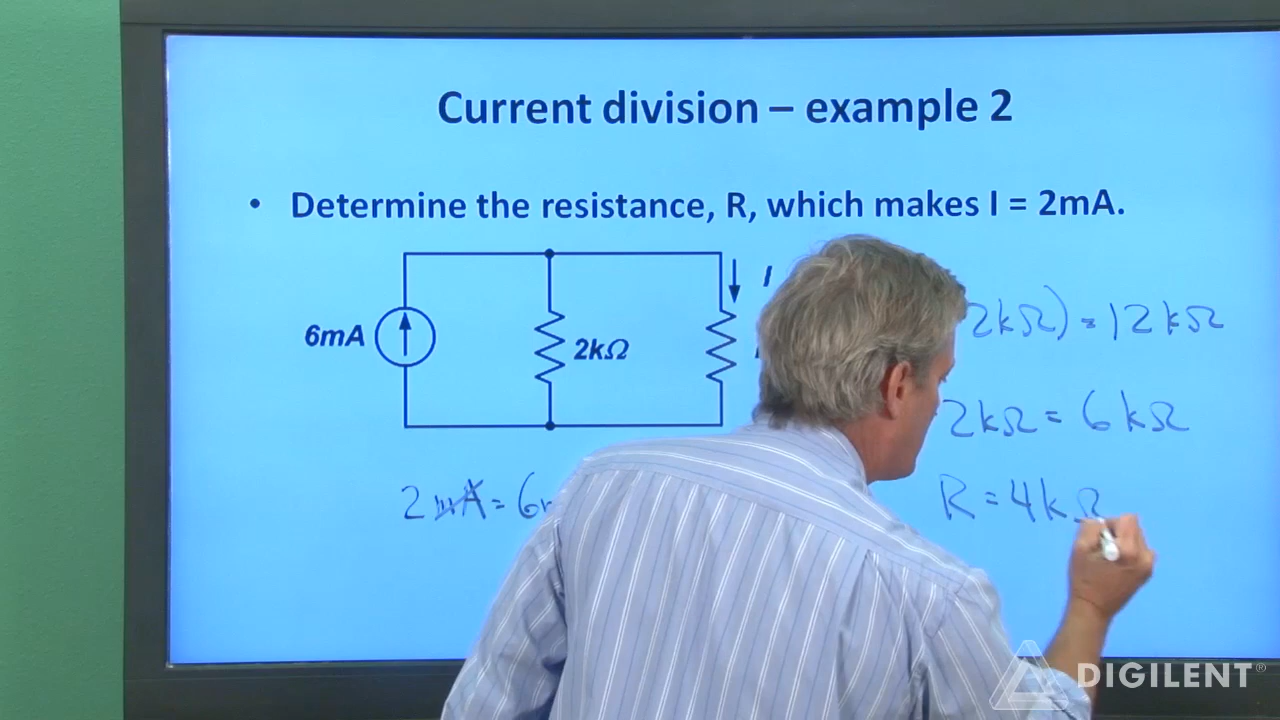 Current division – example 2
• Determine the resistance, R, which makes I = 2mA.
I
6mA
2kΩ
2kΩ) = 12kΩ
2kΩ = 6kΩ
2mA = 6
R = 4kΩ
DIGILENT®